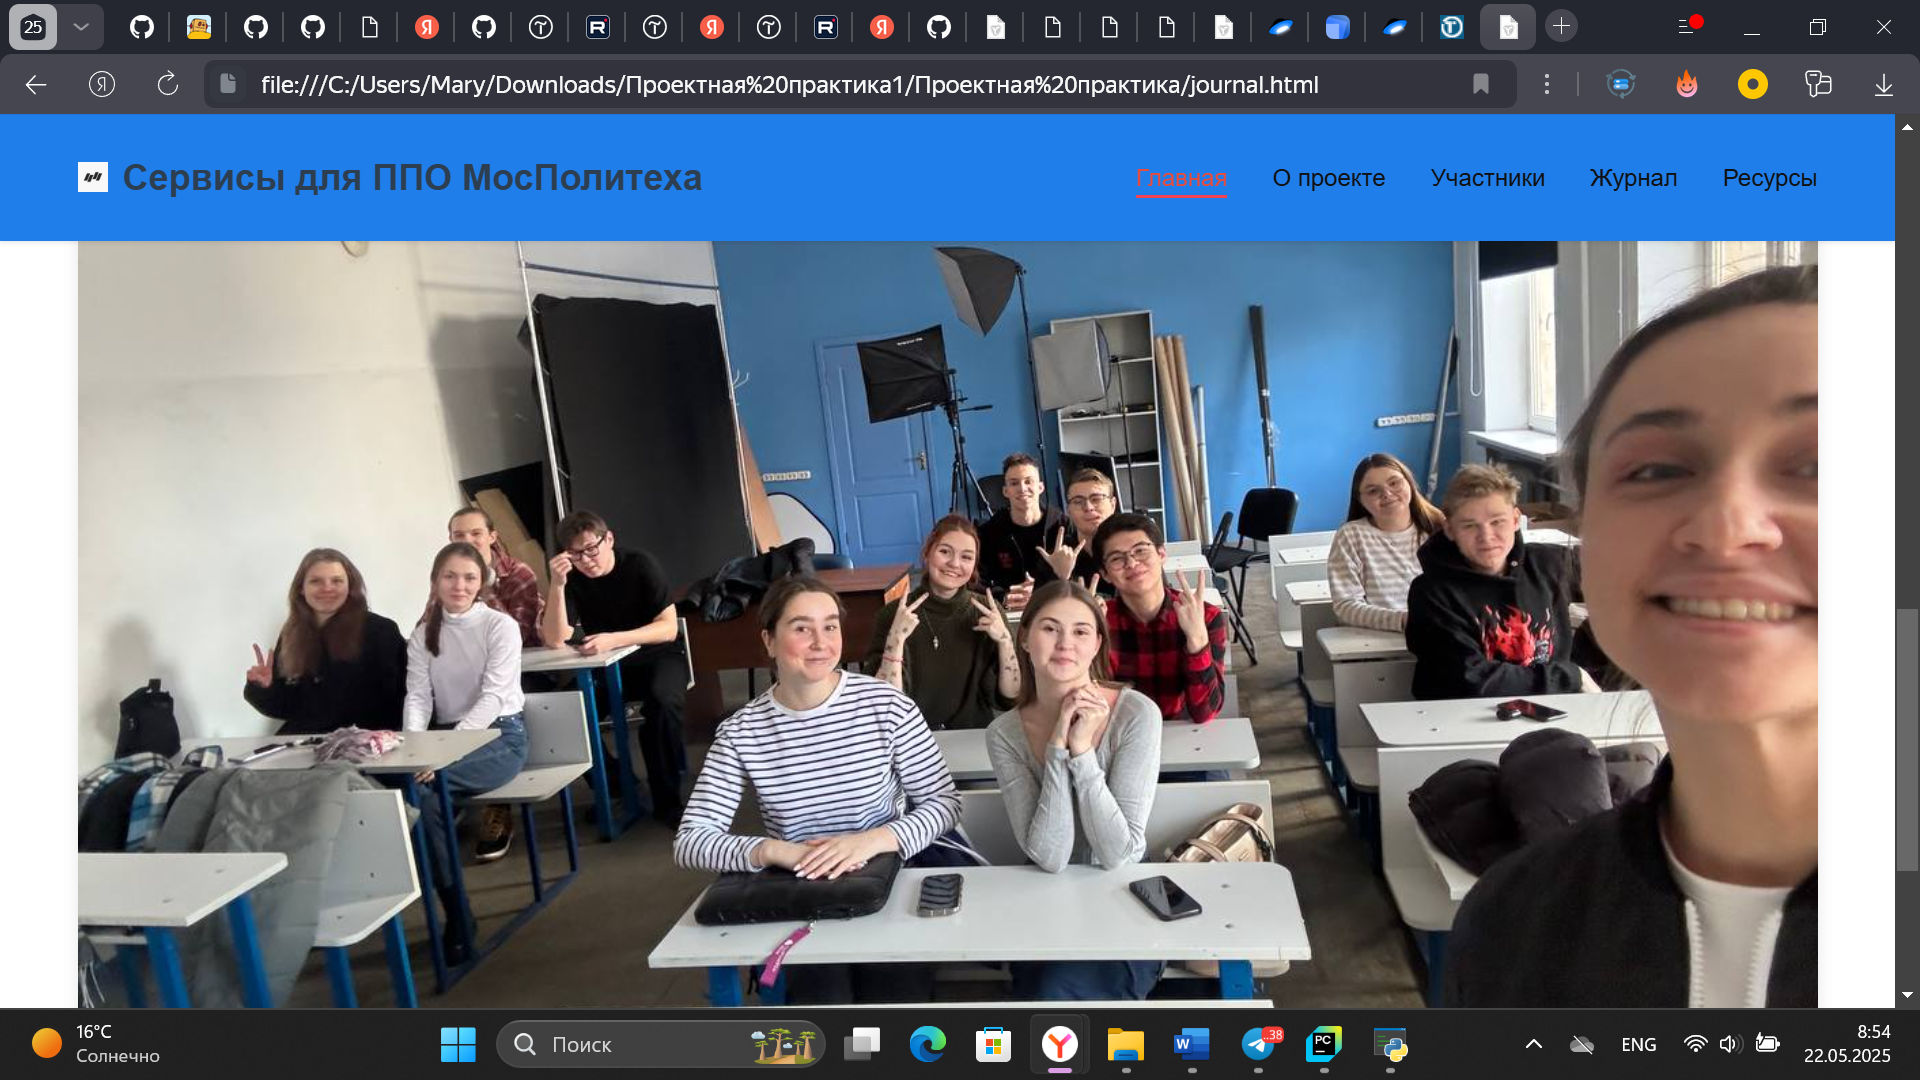 25
file:///C:/Users/Mary/Downloads/Проектная%20практика1/Проектная%20практика/journal.html
Сервисы для ППО МосПолитеха
Главная
О проекте
Участники
Журнал
Ресурсы
16°C
Солнечно
Поиск
..38
ENG
8:54
22.05.2025